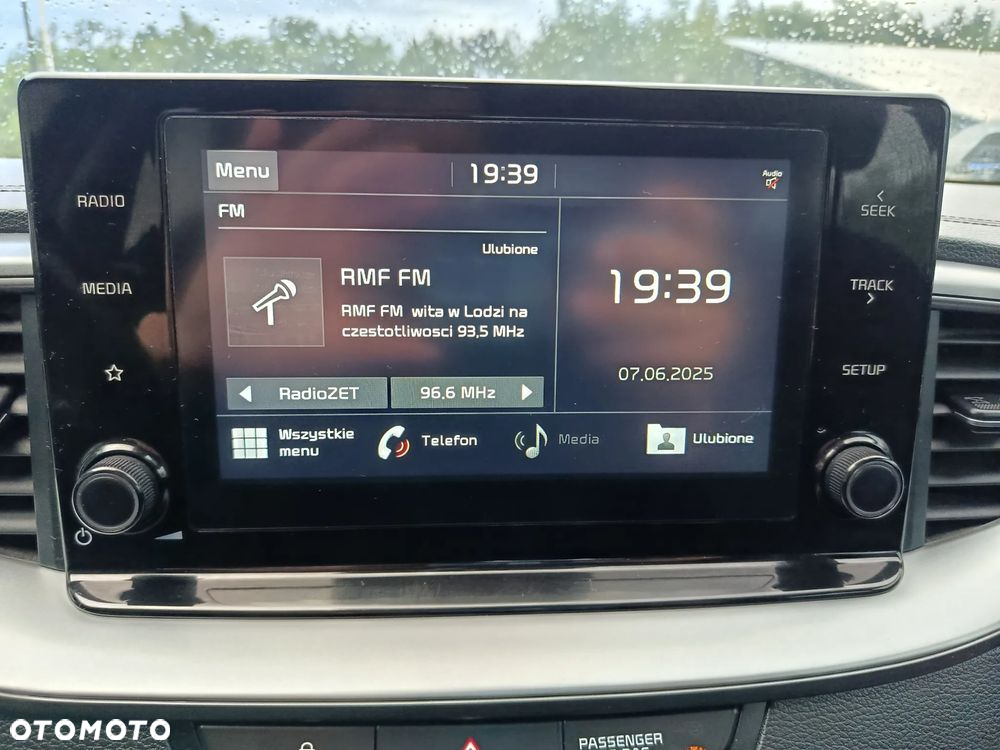 RADIO
MEDIA
Menu
19:39
Audio
FM
Ulubione
RMF FM
RMF FM wita w Lodzi na
czestotliwosci 93,5 MHz
RadioZET
96.6 MHz
19:39
07.06.2025
Wszystkie
menu
Telefon
Media
Ulubione
SEEK
TRACK
SETUP
PASSENGER
OTOMOTO